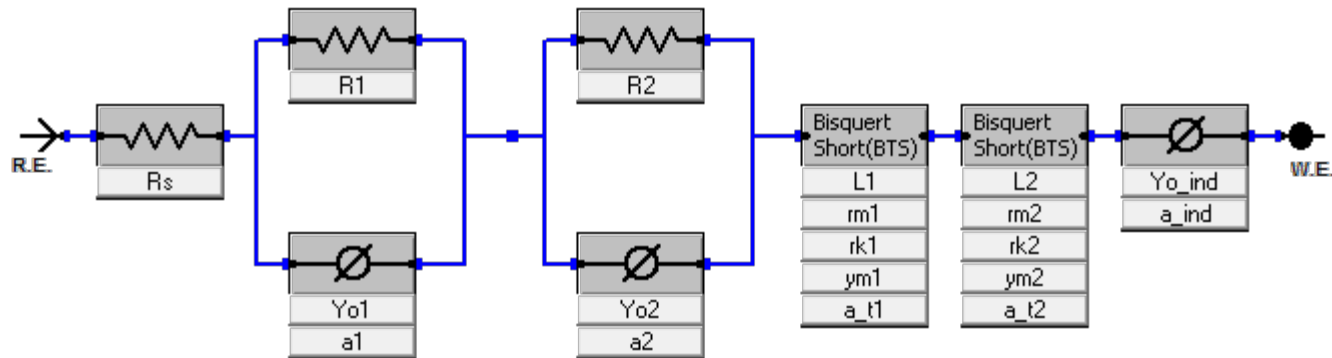 R1
R2
Bisquert
Short(BTS)
Bisquert
Short(BTS)
R.E.
Rs
L1
L2
Yo_ind
W.E.
rm1
rm2
a_ind
rk1
rk2
Yo1
Yo2
ym1
ym2
a1
a2
a_t1
a_t2